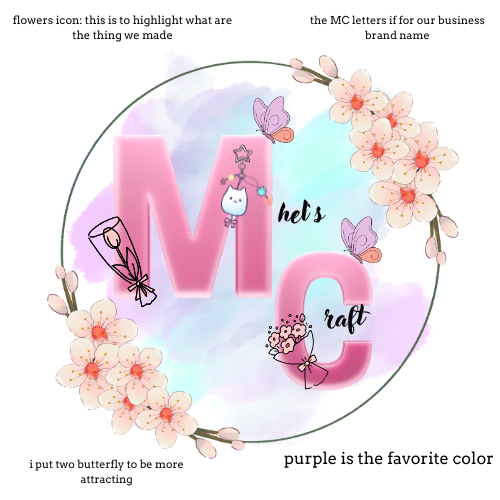 flowers icon: this is to highlight what are
the thing we made
the MC letters if for our business
brand name
M
hel's
C
raft
i put two butterfly to be more
attracting
purple is the favorite color